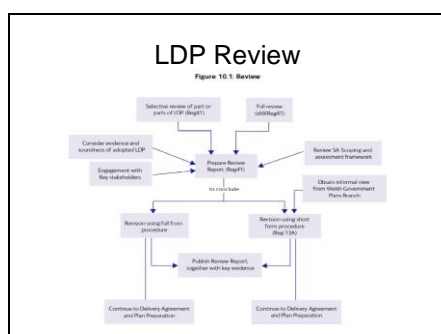 LDP Review
Figure 10.1: Review
Selective review of part or
parts of LDP (Reg41)
Full review
(s69/Reg41)
Consider evidence and
soundness of adopted LDP
Prepare Review
Report (Reg41)
Review SA Scoping and
assessment framework
Engagement with
Key stakeholders
to conclude
Obtain informal view
from Welsh Government
Plans Branch
Revision using full from
procedure
Revision using short
form procedure
(Reg 13A)
Publish Review Report,
together with key evidence
Continue to Delivery Agreement
and Plan Preparation
Continue to Delivery Agreement
and Plan Preparation